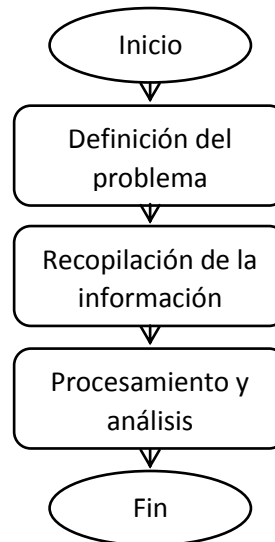 Inicio
Definición del
problema
Recopilación de la
información
Procesamiento y
análisis
Fin